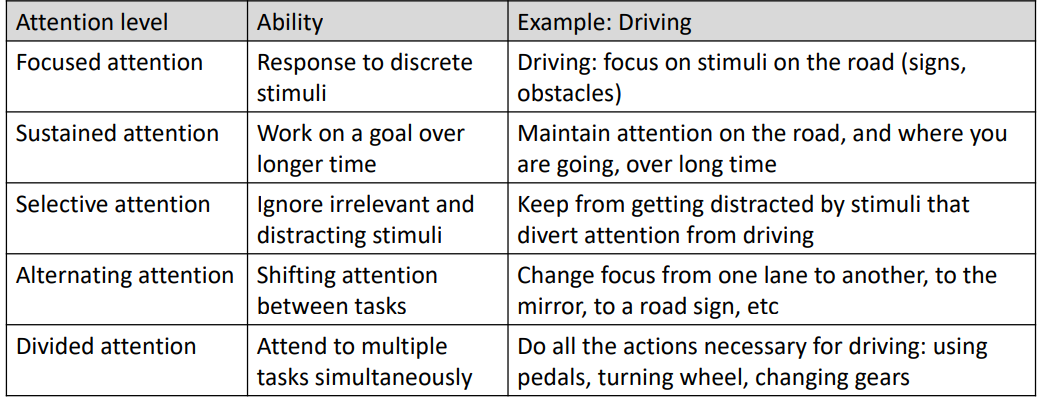 Attention level Ability Example: Driving
Focused attention Response to discrete stimuli Driving: focus on stimuli on the road (signs, obstacles)
Sustained attention Work on a goal over longer time Maintain attention on the road, and where you are going, over long time
Selective attention Ignore irrelevant and distracting stimuli Keep from getting distracted by stimuli that divert attention from driving
Alternating attention Shifting attention between tasks Change focus from one lane to another, to the mirror, to a road sign, etc
Divided attention Attend to multiple tasks simultaneously Do all the actions necessary for driving: using pedals, turning wheel, changing gears